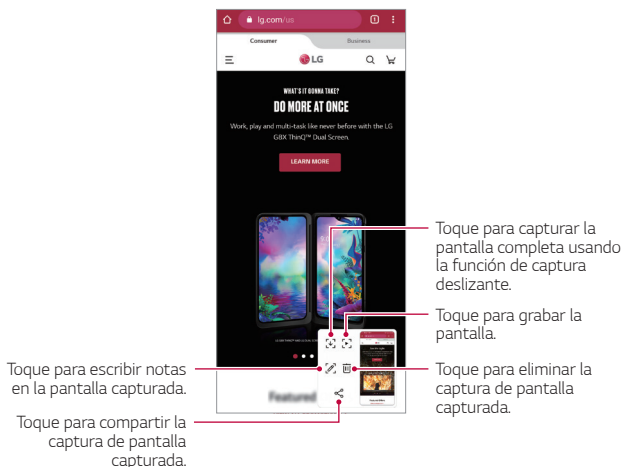 lg.com/us
Consumer
Business
LG
WHAT'S IT GONNA TAKE?
DO MORE AT ONCE
Work, play and multi-task like never before with the LG
G8X ThinQ™ Dual Screen.
LEARN MORE
Featured
Toque para capturar la
pantalla completa usando
la función de captura
deslizante.
Toque para grabar la
pantalla.
Toque para eliminar la
captura de pantalla
capturada.
Toque para escribir notas
en la pantalla capturada.
Toque para compartir la
captura de pantalla
capturada.